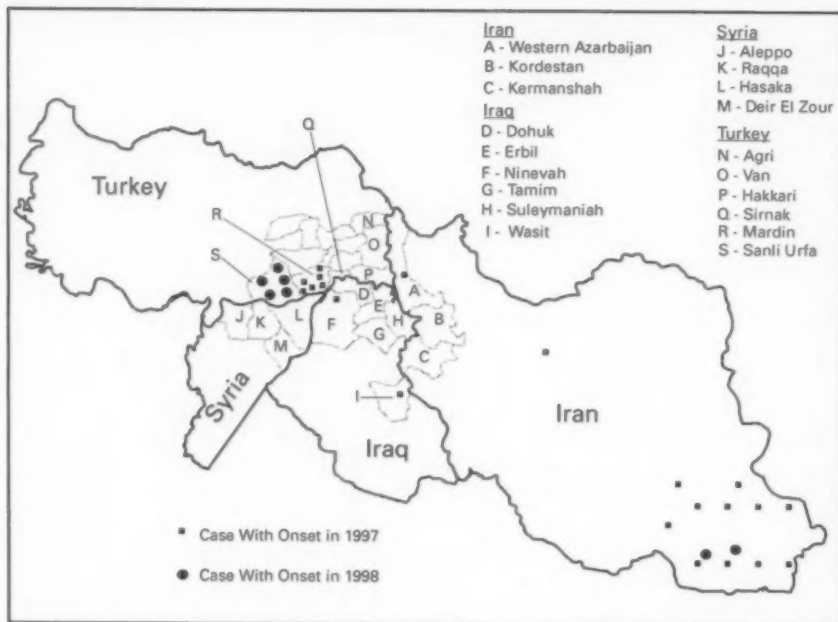 Iran
A - Western Azarbaijan
B - Kordestan
C - Kermanshah
Iraq
D - Dohuk
E - Erbil
F - Ninevah
G - Tamim
H - Suleymaniah
I - Wasit
Syria
J - Aleppo
K - Raqqa
L - Hasaka
M - Deir El Zour
Turkey
N - Agri
O - Van
P - Hakkari
Q - Sirnak
R - Mardin
S - Sanli Urfa
Q
Turkey
R
N
O
S
P
A
D
E
J
K
L
F
H
B
G
M
C
Syria
I
Iraq
Iran
Case With Onset in 1997
Case With Onset in 1998